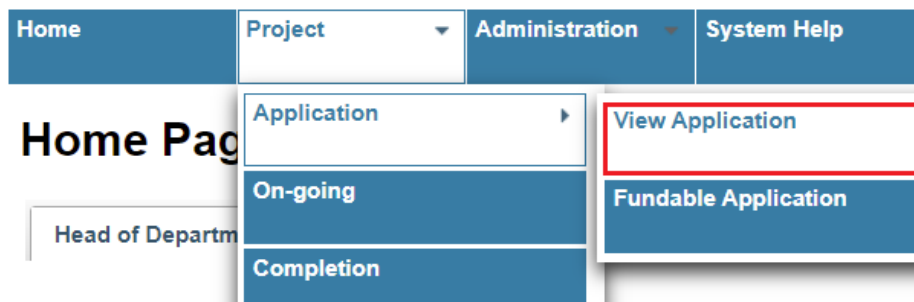 Home
Project
Administration
System Help
Application
View Application
Home Pag
On-going
Fundable Application
Head of Departm
Completion